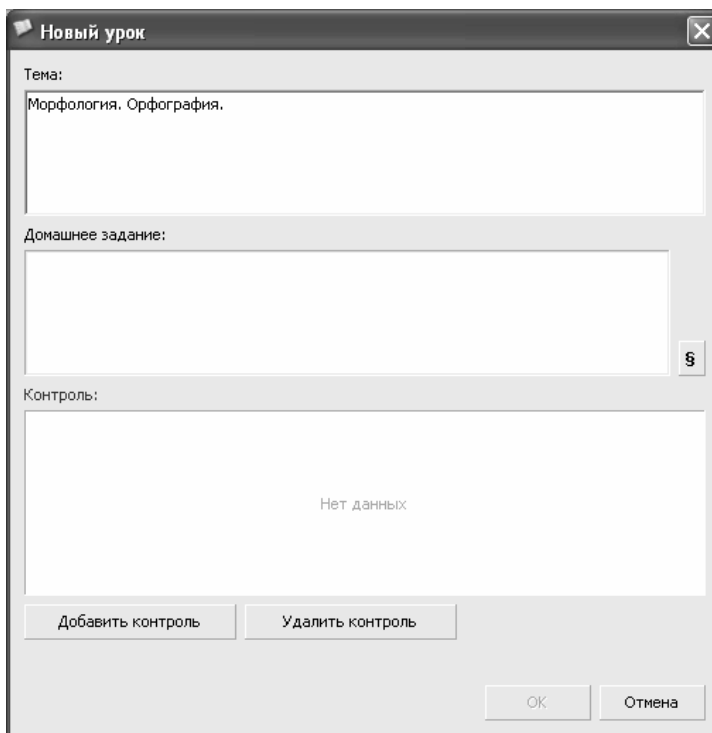 Новый урок
Тема:
Морфология. Орфография.
Домашнее задание:
§
Контроль:
Нет данных
Добавить контроль Удалить контроль
OK Отмена